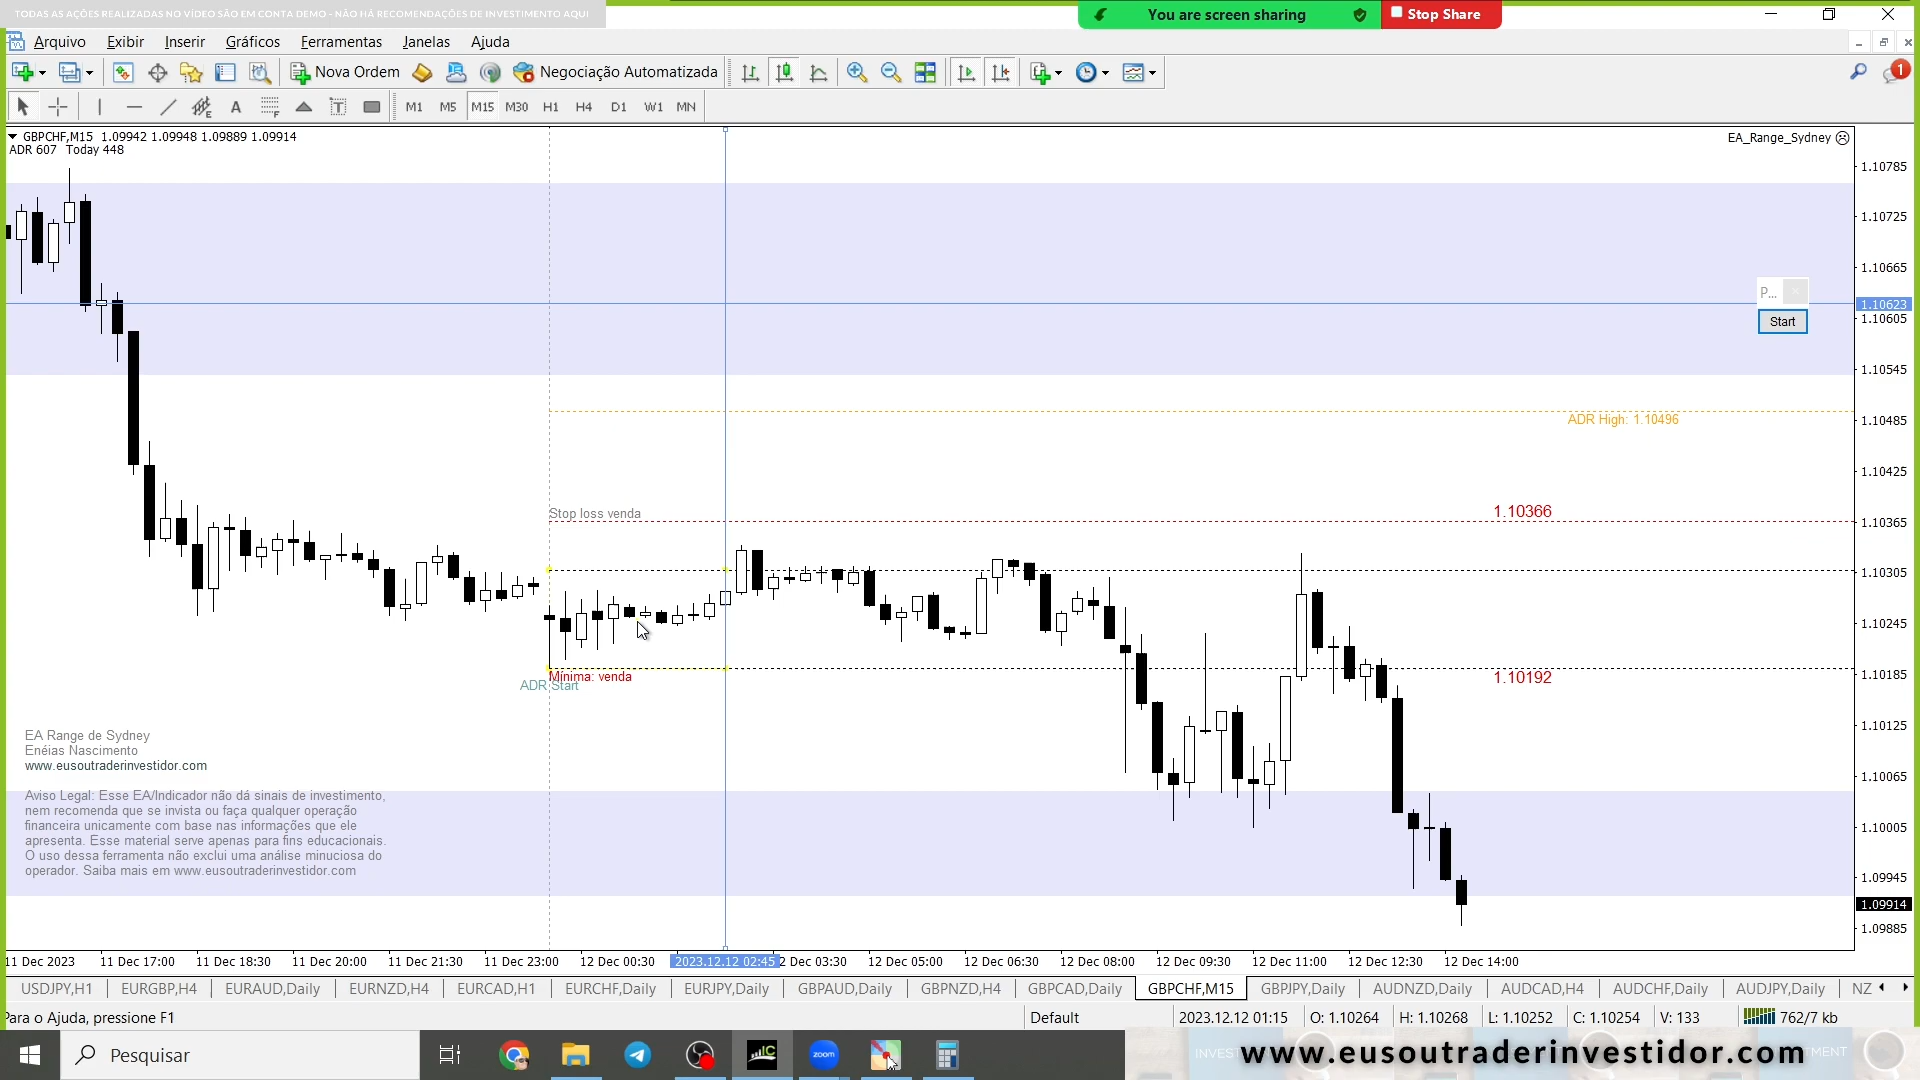 TODAS AS AÇÕES REALIZADAS NO VÍDEO SÃO EM CONTA DEMO - NÃO HÁ RECOMENDAÇÕES DE INVESTIMENTO AQUI
You are screen sharing
Stop Share
Arquivo Exibir Inserir Gráficos Ferramentas Janelas Ajuda
Nova Ordem
Negociação Automatizada
1
A
T
M1 M5 M15 M30 H1 H4 D1 W1 MN
GBPCHF,M15 1.09942 1.09948 1.09889 1.09914
ADR 607 Today 448
EA_Range_Sydney
1.10785
1.10725
1.10665
P...
1.10623
1.10605
Start
1.10545
ADR High: 1.10496
1.10485
1.10425
Stop loss venda
1.10366
1.10365
1.10305
1.10245
Mínima: venda
1.10192
1.10185
ADR Start
1.10125
EA Range de Sydney
Enéias Nascimento
www.eusoutraderinvestidor.com
1.10065
Aviso Legal: Esse EA/Indicador não dá sinais de investimento,
nem recomenda que se invista ou faça qualquer operação
financeira unicamente com base nas informações que ele
apresenta. Esse material serve apenas para fins educacionais.
O uso dessa ferramenta não exclui uma análise minuciosa do
operador. Saiba mais em www.eusoutraderinvestidor.com
1.10005
1.09945
1.09914
1.09885
11 Dec 2023 11 Dec 17:00 11 Dec 18:30 11 Dec 20:00 11 Dec 21:30 11 Dec 23:00 12 Dec 00:30 2023.12.12 02:45 2 Dec 03:30 12 Dec 05:00 12 Dec 06:30 12 Dec 08:00 12 Dec 09:30 12 Dec 11:00 12 Dec 12:30 12 Dec 14:00
USDJPY,H1 EURGBP,H4 EURAUD,Daily EURNZD,H4 EURCAD,H1 EURCHF,Daily EURJPY,Daily GBPAUD,Daily GBPNZD,H4 GBPCAD,Daily GBPCHF,M15 GBPJPY,Daily AUDNZD,Daily AUDCAD,H4 AUDCHF,Daily AUDJPY,Daily NZ
Para o Ajuda, pressione F1
Default
2023.12.12 01:15 O: 1.10264 H: 1.10268 L: 1.10252 C: 1.10254 V: 133 762/7 kb
Pesquisar
IC
zoom
www.eusoutraderinvestidor.com